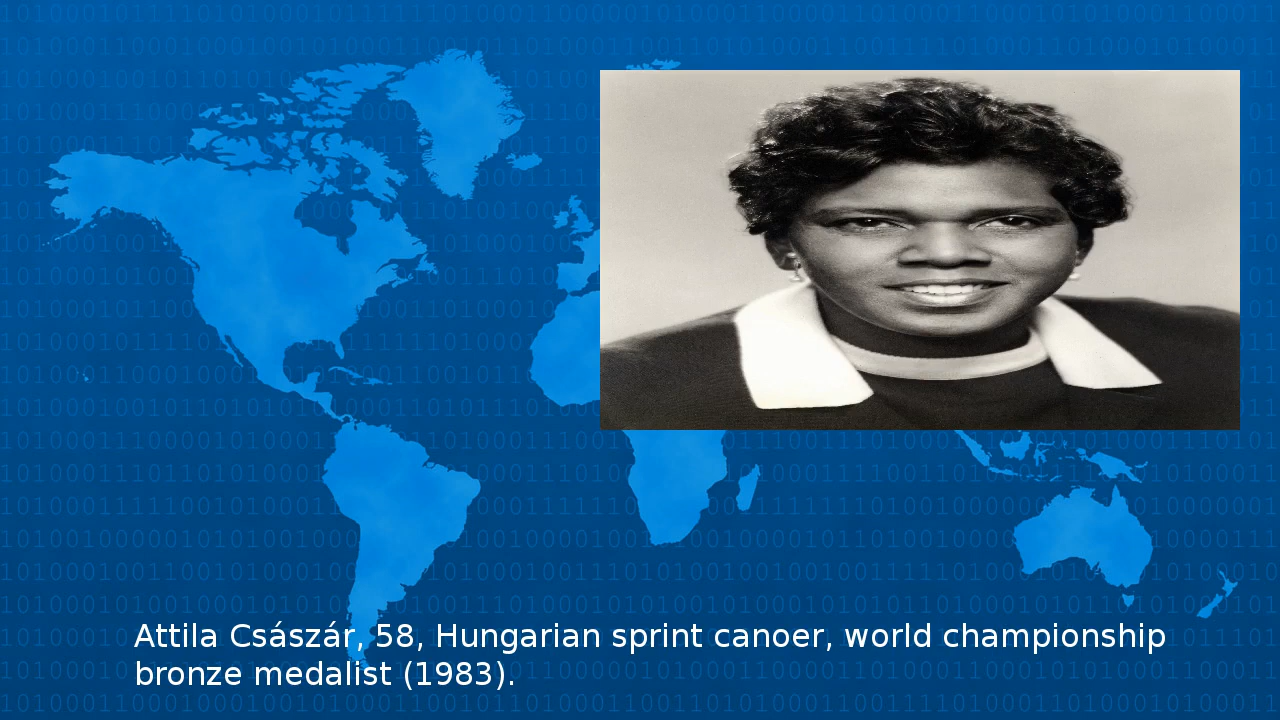 Attila Császár, 58, Hungarian sprint canoer, world championship
bronze medalist (1983).